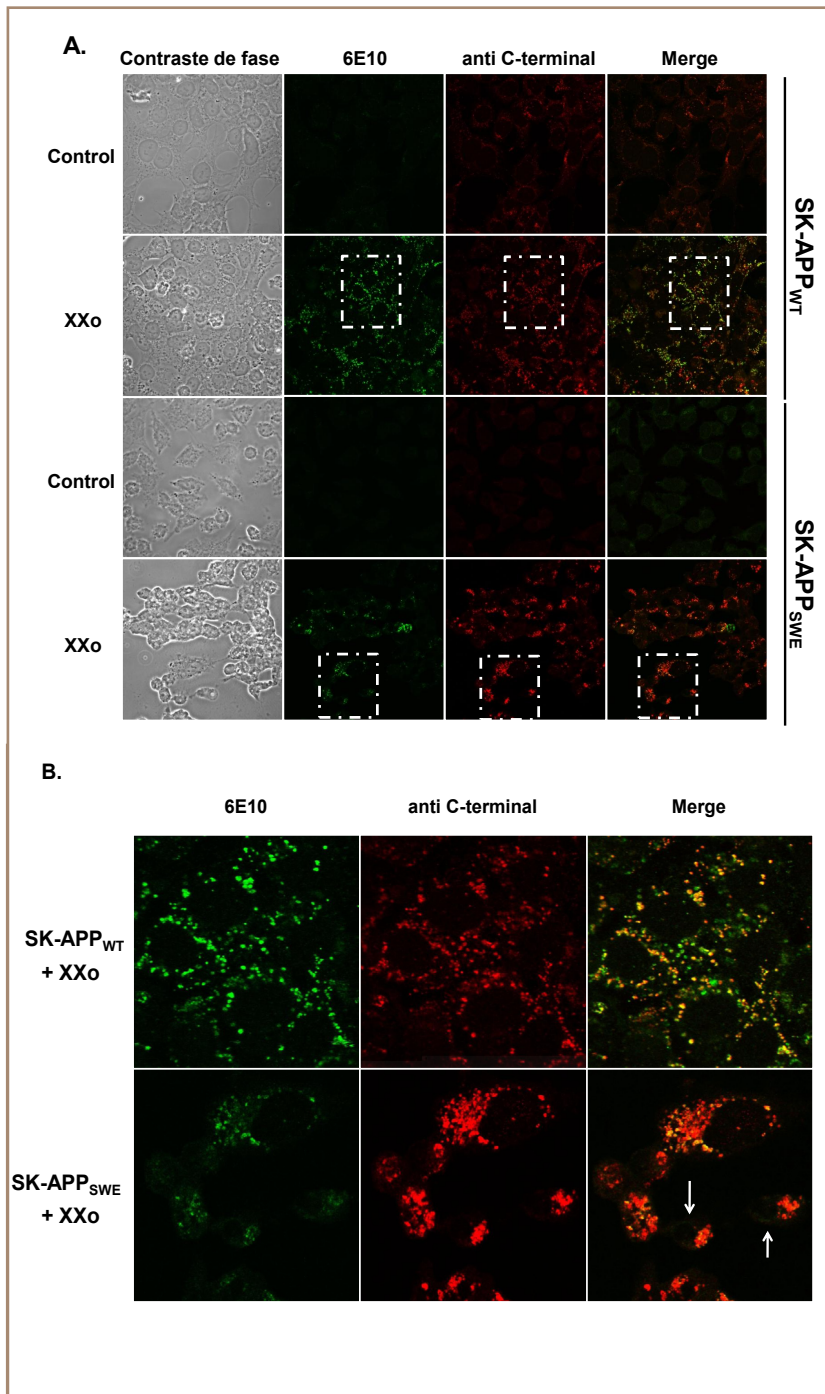 A.
Contraste de fase 6E10 anti C-terminal Merge
Control
XXo
SK-APPWT
Control
XXo
SK-APPSWE
B.
6E10 anti C-terminal Merge
SK-APPWT
+ XXo
SK-APPSWE
+ XXo